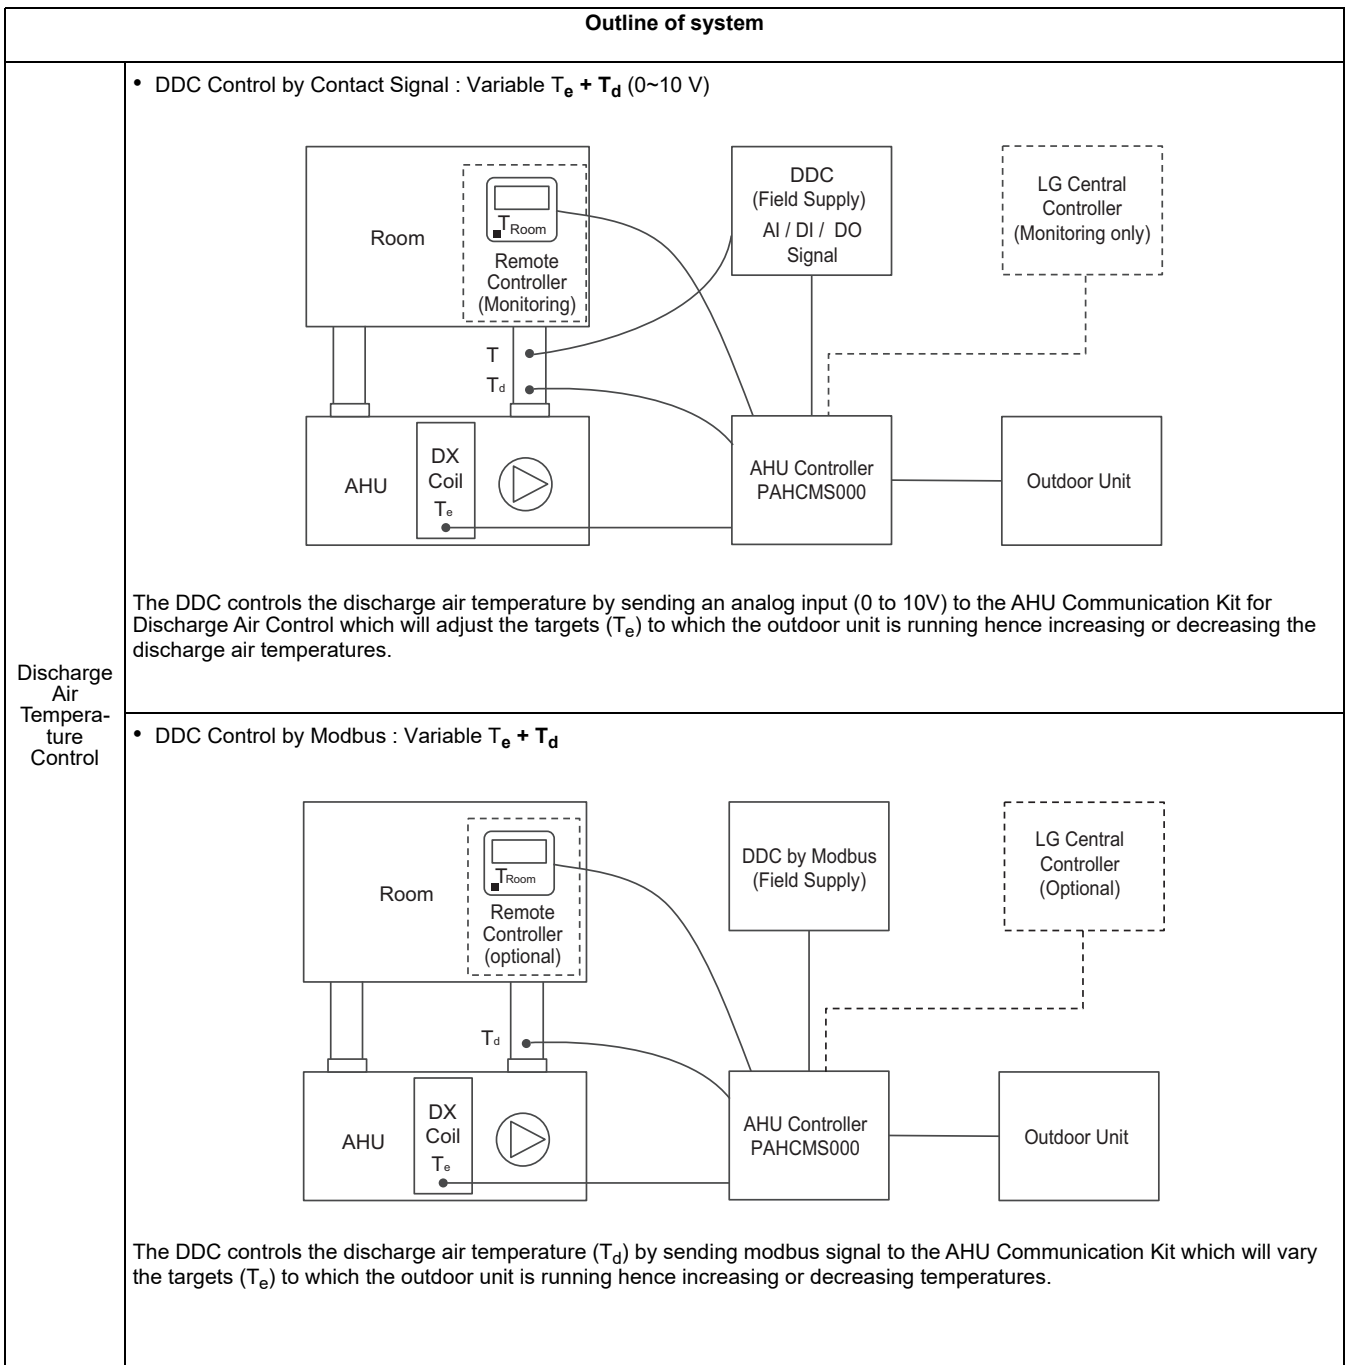 Outline of system
Discharge
Air
Tempera-
ture
Control
• DDC Control by Contact Signal : Variable Te + Td (0~10 V)
Room
TRoom
Remote
Controller
(Monitoring)
DDC
(Field Supply)
AI / DI / DO
Signal
LG Central
Controller
(Monitoring only)
T
Td
AHU
DX
Coil
Te
AHU Controller
PAHCMS000
Outdoor Unit
The DDC controls the discharge air temperature by sending an analog input (0 to 10V) to the AHU Communication Kit for
Discharge Air Control which will adjust the targets (Te) to which the outdoor unit is running hence increasing or decreasing the
discharge air temperatures.
• DDC Control by Modbus : Variable Te + Td
Room
TRoom
Remote
Controller
(optional)
DDC by Modbus
(Field Supply)
LG Central
Controller
(Optional)
Td
AHU
DX
Coil
Te
AHU Controller
PAHCMS000
Outdoor Unit
The DDC controls the discharge air temperature (Td) by sending modbus signal to the AHU Communication Kit which will vary
the targets (Te) to which the outdoor unit is running hence increasing or decreasing temperatures.